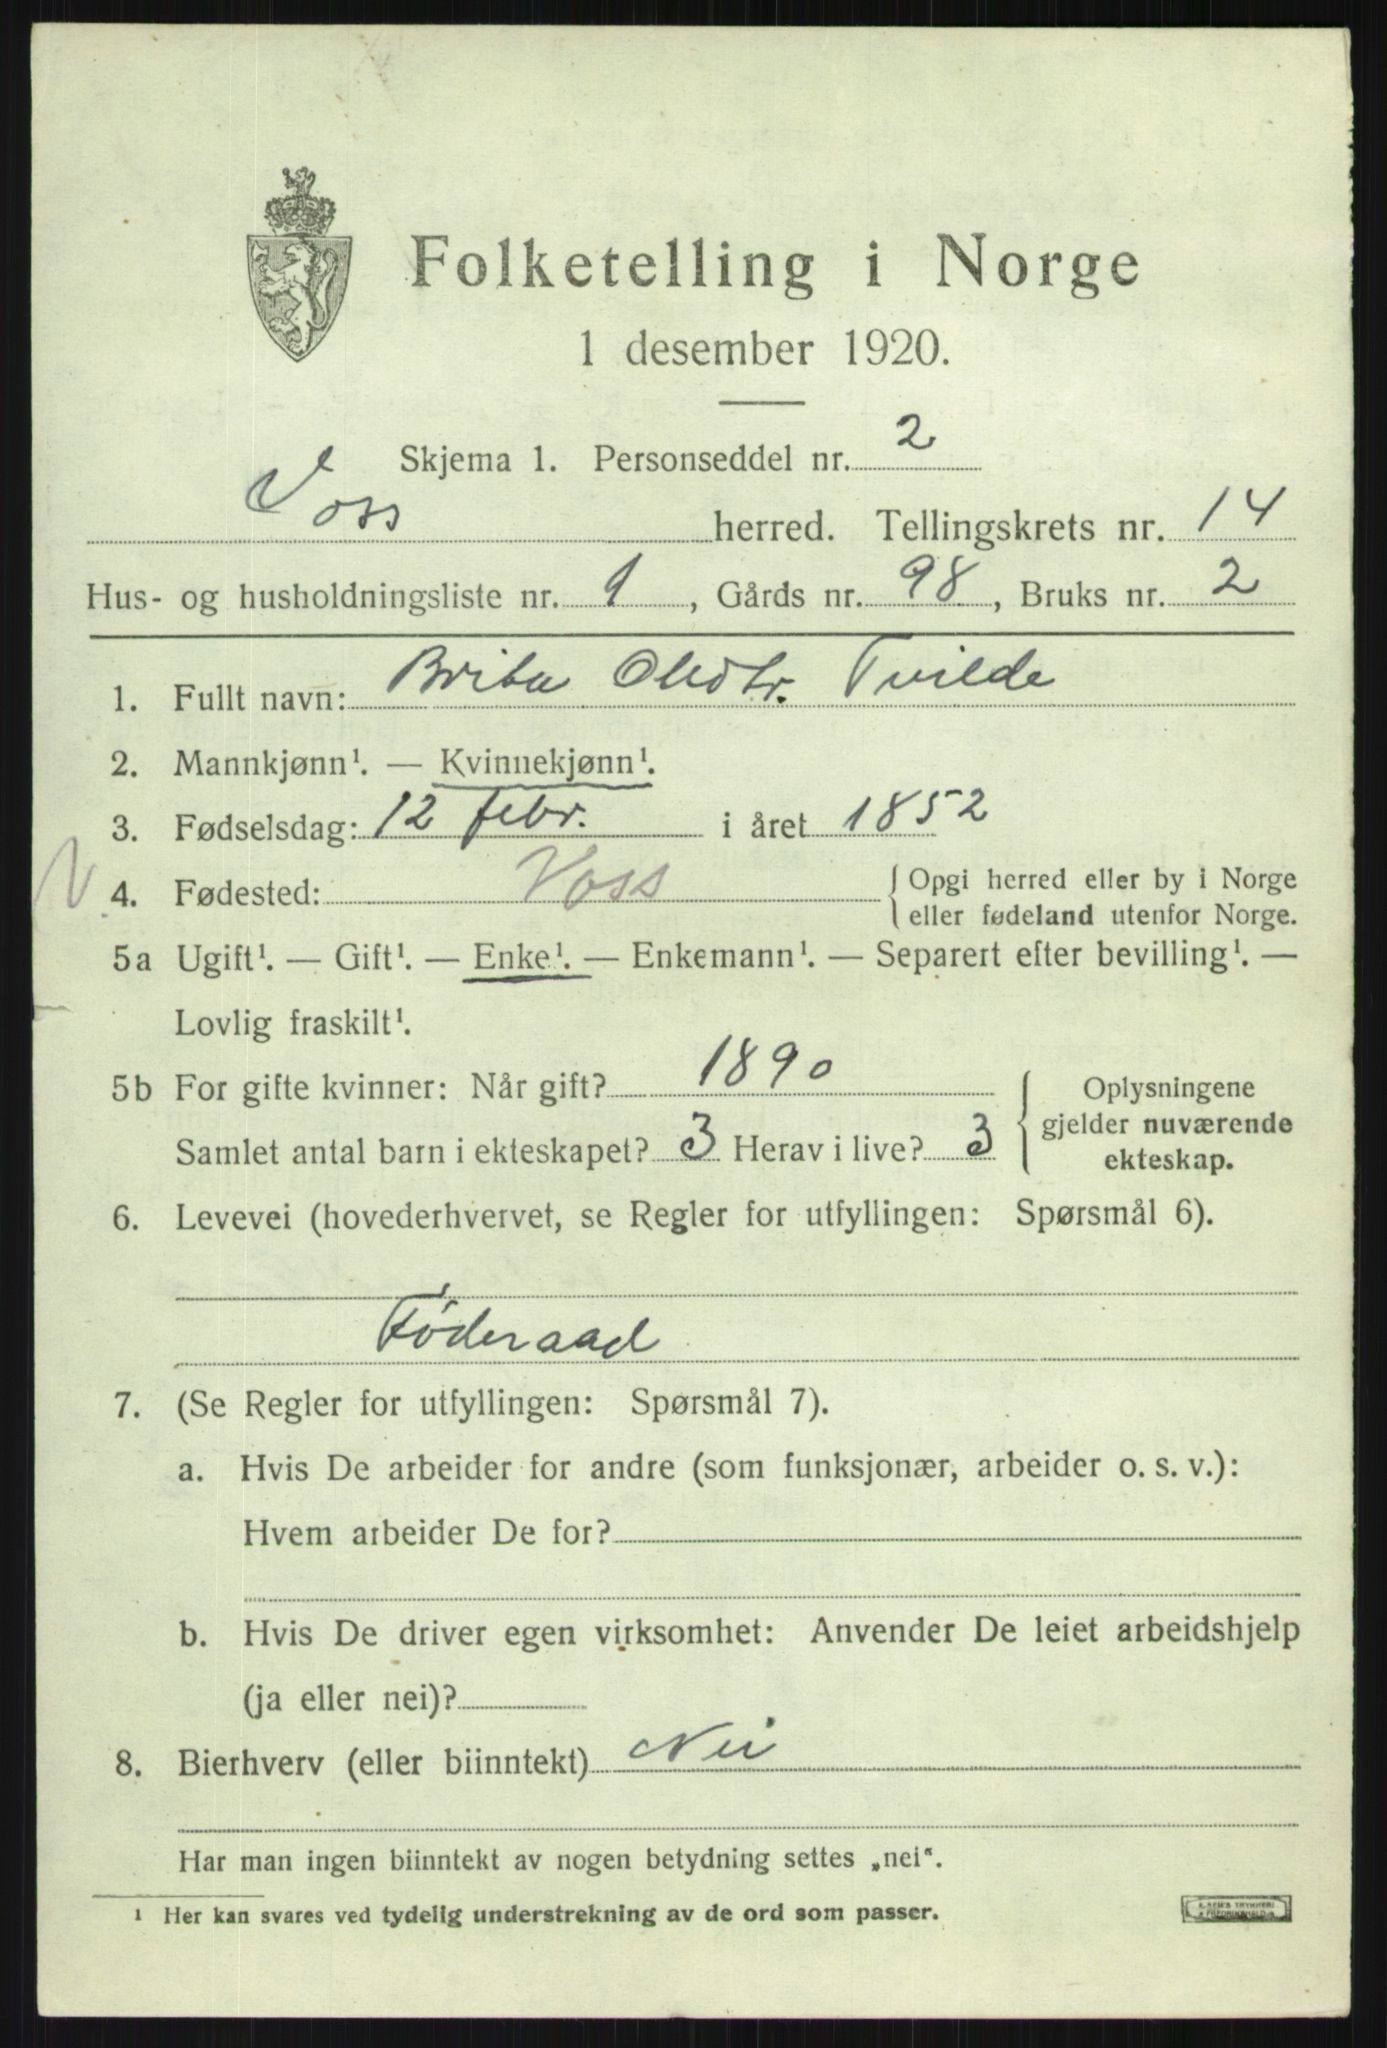 Folketelling i Norge
1 desember 1920.
Skjema 1. Personseddel nr. 2
Voss herred. Tellingskrets nr. 14
Hus- og husholdningsliste nr. 9, Gårds nr. 98, Bruks nr. 2
1. Fullt navn: Brita Olsdtr. Tvilde
2. Mannkjønn¹. — Kvinnekjønn¹.
3. Fødselsdag: 12 febr. i året 1852
4. Fødested: Voss { Opgi herred eller by i Norge
eller fødeland utenfor Norge.
5a Ugift¹. — Gift¹. — Enke¹. — Enkemann¹. — Separert efter bevilling¹. —
Lovlig fraskilt¹.
5b For gifte kvinner: Når gift? 1890
Samlet antal barn i ekteskapet? 3 Herav i live? 3
{ Oplysningene
gjelder nuværende
ekteskap.
6. Levevei (hovederhvervet, se Regler for utfyllingen: Spørsmål 6).
Føderaad
7. (Se Regler for utfyllingen: Spørsmål 7).
a. Hvis De arbeider for andre (som funksjonær, arbeider o. s. v.):
Hvem arbeider De for?
b. Hvis De driver egen virksomhet: Anvender De leiet arbeidshjelp
(ja eller nei)?
8. Bierhverv (eller biinntekt) Nei
Har man ingen biinntekt av nogen betydning settes „nei“.
¹ Her kan svares ved tydelig understrekning av de ord som passer.